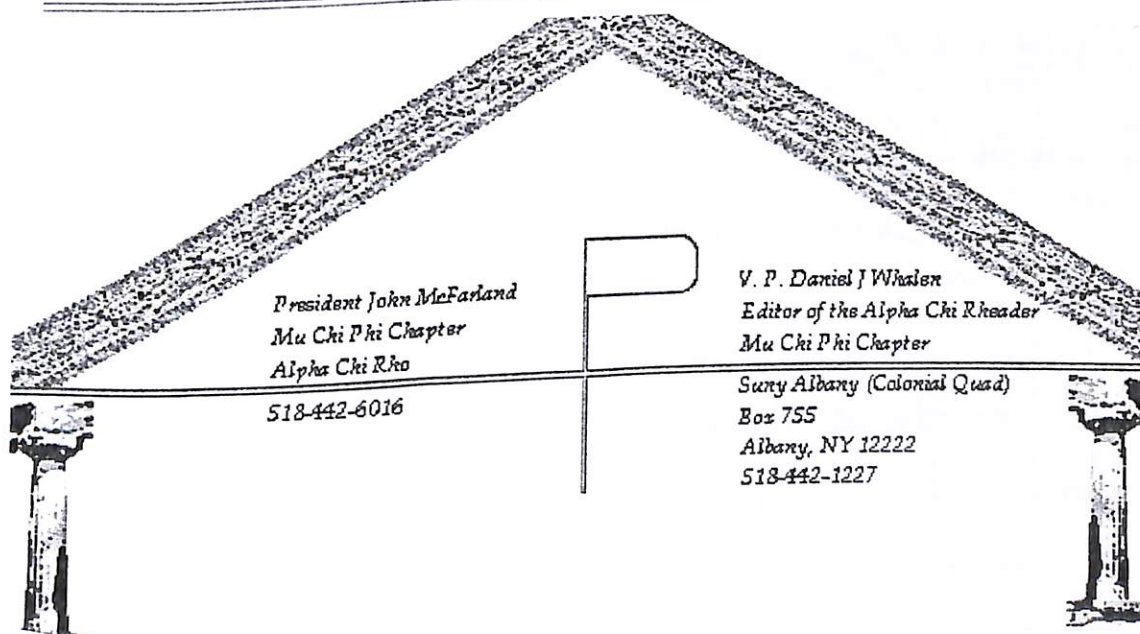 President John McFarland
Mu Chi Phi Chapter
Alpha Chi Rho
518-442-6016
V. P. Daniel J Whalen
Editor of the Alpha Chi Rheader
Mu Chi Phi Chapter
Suny Albany (Colonial Quad)
Box 755
Albany, NY 12222
518-442-1227